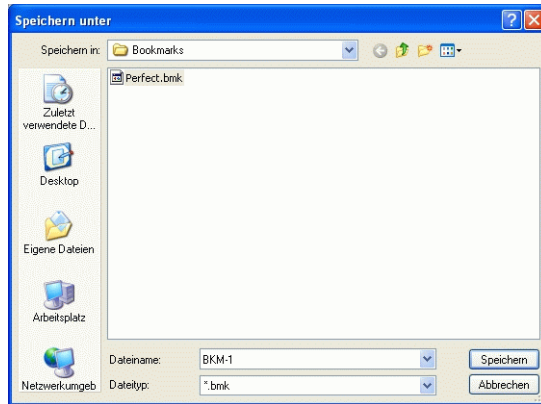 Speichern unter
Speichern in:
Bookmarks
Perfect.bmk
Zuletzt
verwendete D...
Desktop
Eigene Dateien
Arbeitsplatz
Netzwerkumgeb
Dateiname:
BKM-1
Speichern
Dateityp:
*.bmk
Abbrechen